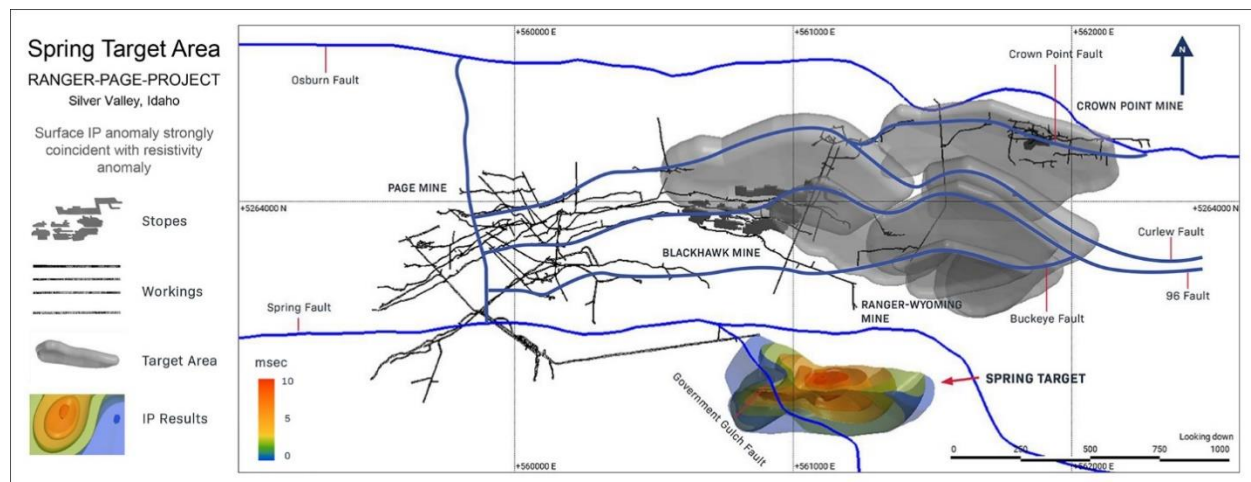 Spring Target Area
RANGER-PAGE-PROJECT
Silver Valley, Idaho
Surface IP anomaly strongly
coincident with resistivity
anomaly
Stopes
Workings
Target Area
IP Results
+560000 E
+561000 E
+562000 E
Osburn Fault
Crown Point Fault
N
CROWN POINT MINE
PAGE MINE
+5264000 N
+5264000 N
BLACKHAWK MINE
Curlew Fault
96 Fault
RANGER-WYOMING
MINE
Buckeye Fault
Spring Fault
msec
10
5
0
Government Gulch Fault
SPRING TARGET
Looking down
0
250
500
750
1000
+560000 E
+561000 E
+562000 E